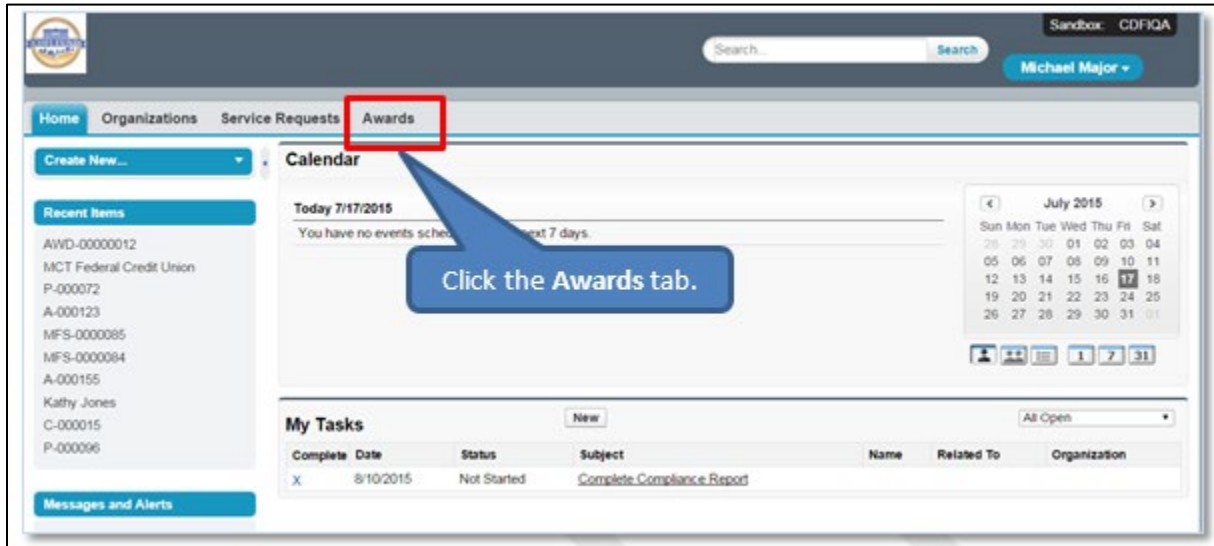 Sandbox: CDFIQA
Search...
Search
Michael Major
Home Organizations Service Requests Awards
Create New...
Calendar
Recent Items
AWD-00000012
MCT Federal Credit Union
P-000072
A-000123
MFS-0000085
MFS-0000084
A-000155
Kathy Jones
C-000015
P-000096
Messages and Alerts
Today 7/17/2015
You have no events sche next 7 days.
Click the Awards tab.
July 2015
Sun Mon Tue Wed Thu Fri Sat
28 29 30 01 02 03 04
05 06 07 08 09 10 11
12 13 14 15 16 17 18
19 20 21 22 23 24 25
26 27 28 29 30 31 01
1 7 31
My Tasks New All Open
Complete Date Status Subject Name Related To Organization
X 8/10/2015 Not Started Complete Compliance Report